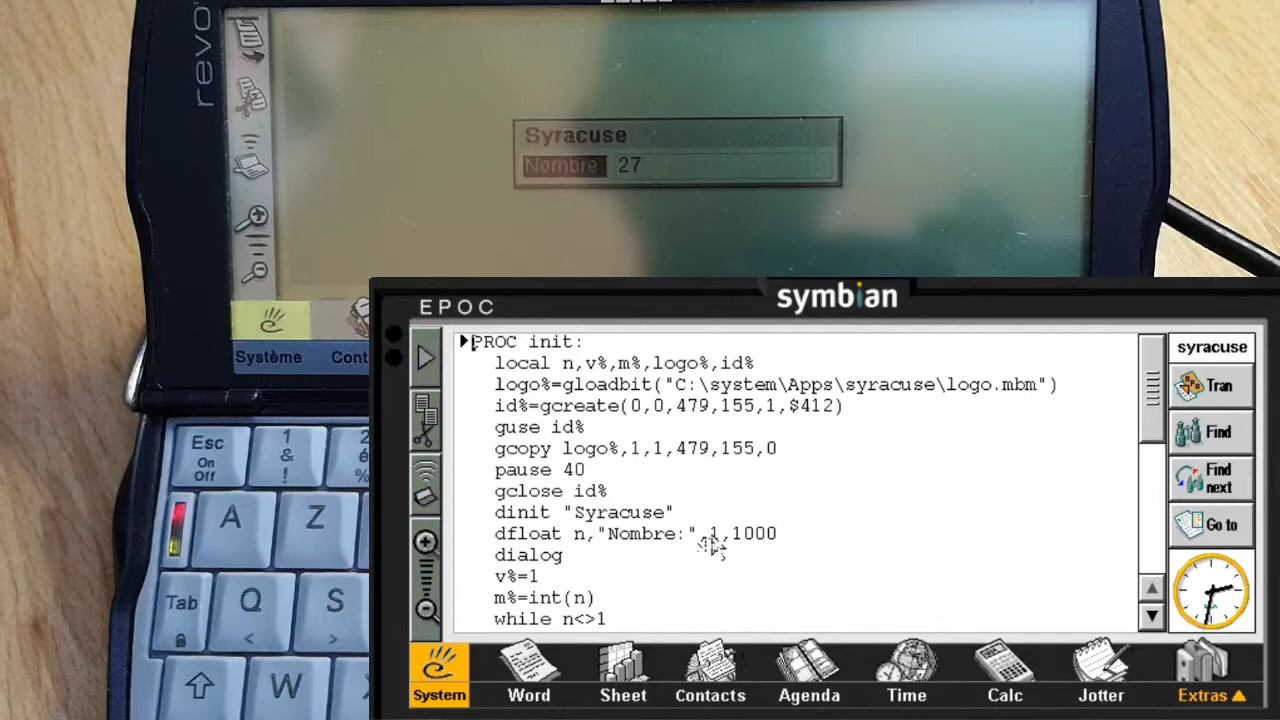 revo
MENU
Syracuse
Nombre: 27
Système
Cont
Esc
On
Off
1
&
!
2
é
%
A
Z
Tab
Q
<
S
>
W
symbian
EPOC
PROC init:
local n,v%,m%,logo%,id%
logo%=gloadbit("C:\system\Apps\syracuse\logo.mbm")
id%=gcreate(0,0,479,155,1,$412)
guse id%
gcopy logo%,1,1,479,155,0
pause 40
gclose id%
dinit "Syracuse"
dfloat n,"Nombre:",1,1000
dialog
v%=1
m%=int(n)
while n<>1
syracuse
Tran
Find
Find
next
Go to
System
Word
Sheet
Contacts
Agenda
Time
Calc
Jotter
Extras